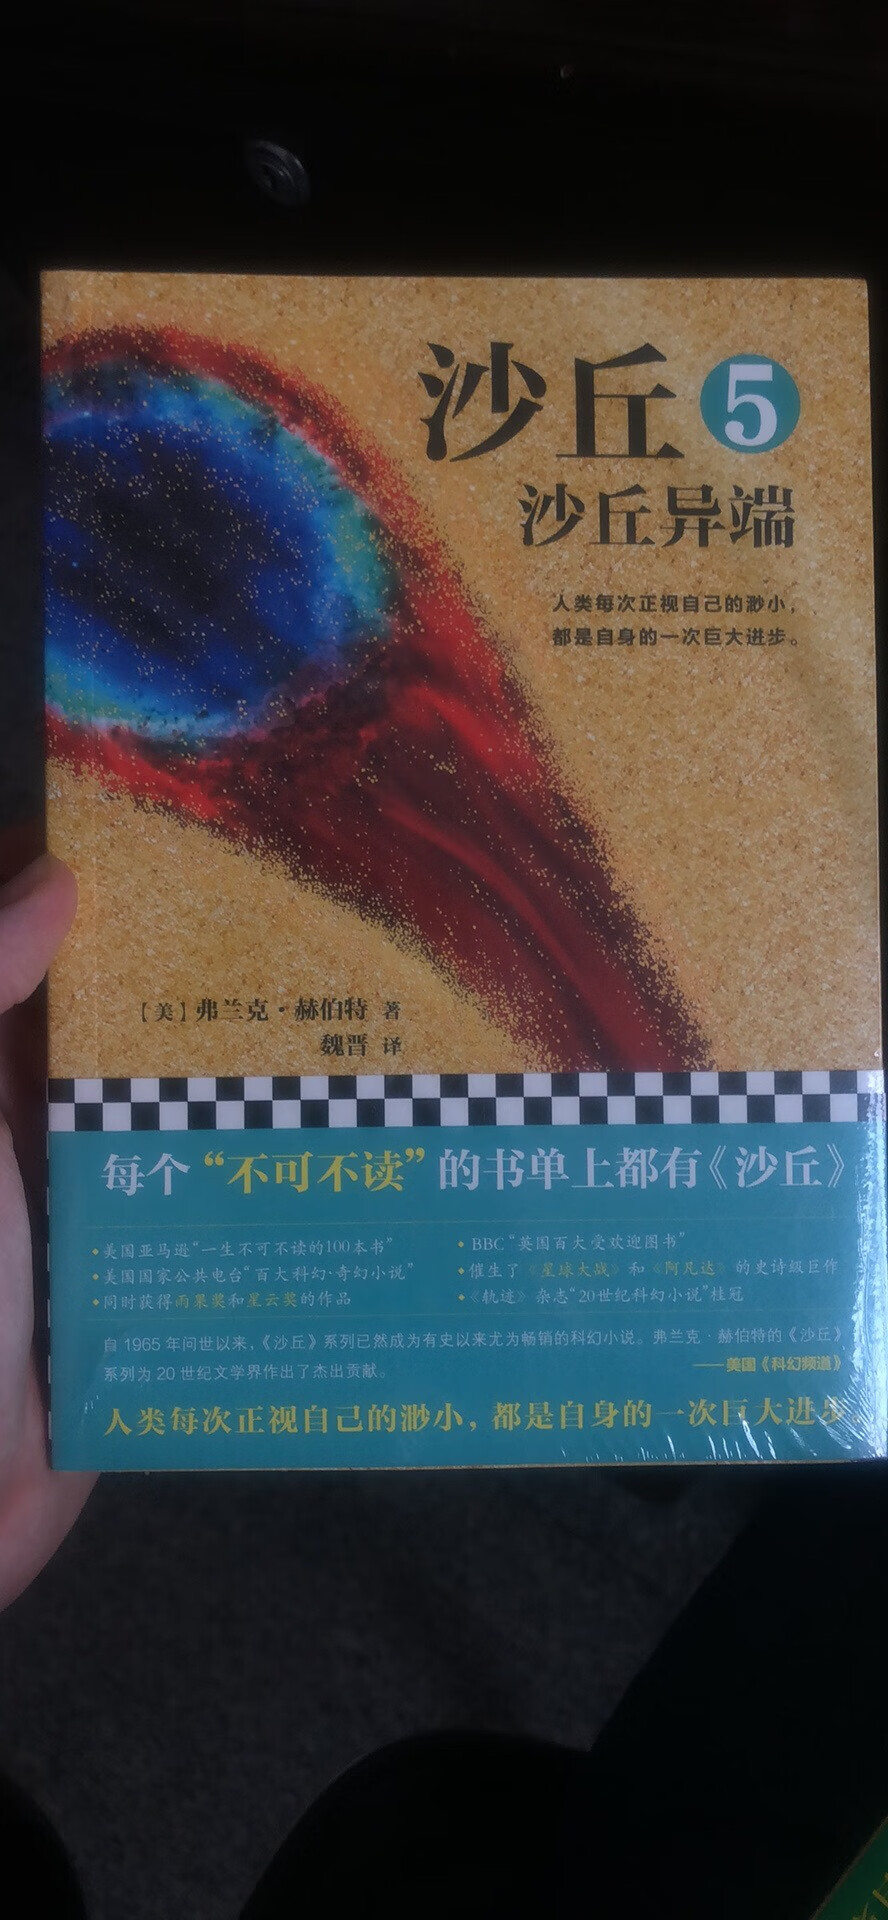 沙丘 5
沙丘异端
人类每次正视自己的渺小，
都是自身的一次巨大进步。
【美】弗兰克·赫伯特 著
魏晋 译
每个“不可不读”的书单上都有《沙丘》
◆美国亚马逊“一生不可不读的100本书”
◆美国国家公共电台“百大科幻·奇幻小说”
◆同时获得雨果奖和星云奖的作品
◆BBC“英国百大受欢迎图书”
◆催生了《星球大战》和《阿凡达》的史诗级巨作
◆《轨迹》杂志“20世纪科幻小说”桂冠
自 1965 年问世以来，《沙丘》系列已然成为有史以来尤为畅销的科幻小说。弗兰克·赫伯特的《沙丘》
系列为 20 世纪文学界作出了杰出贡献。
——美国《科幻频道》
人类每次正视自己的渺小，都是自身的一次巨大进步。